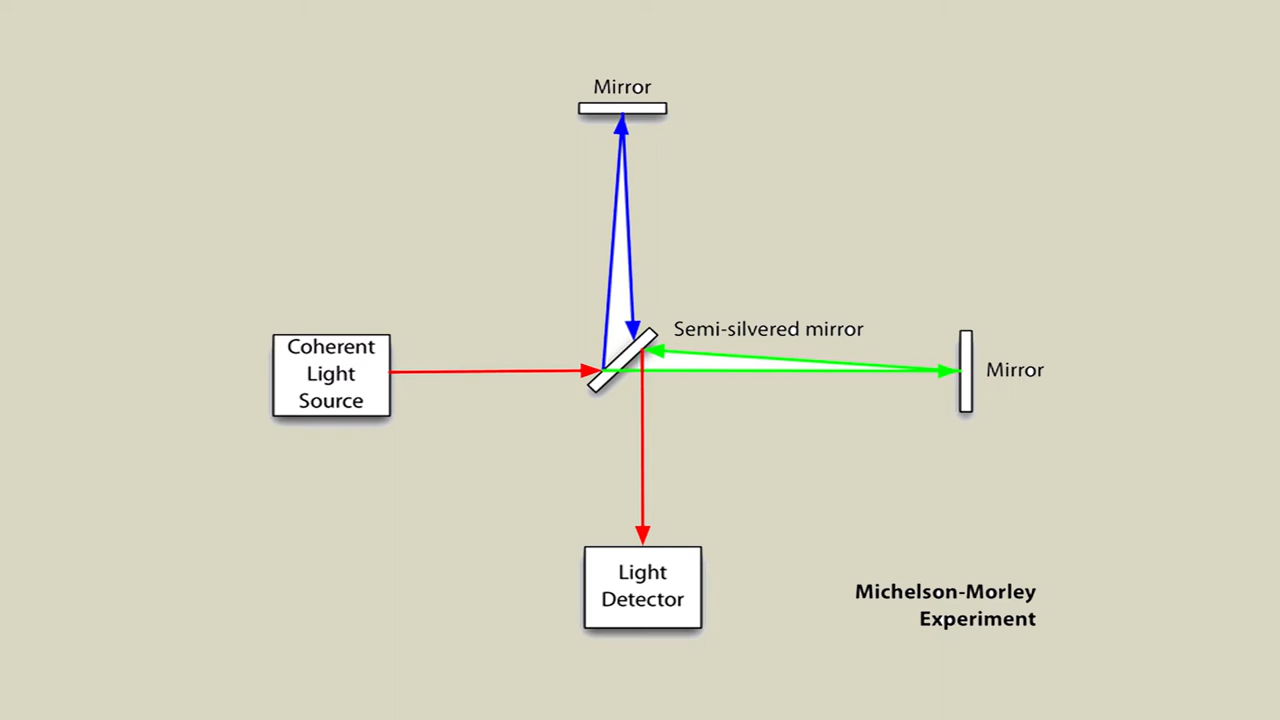 Mirror
Semi-silvered mirror
Coherent
Light
Source
Mirror
Light
Detector
Michelson-Morley
Experiment